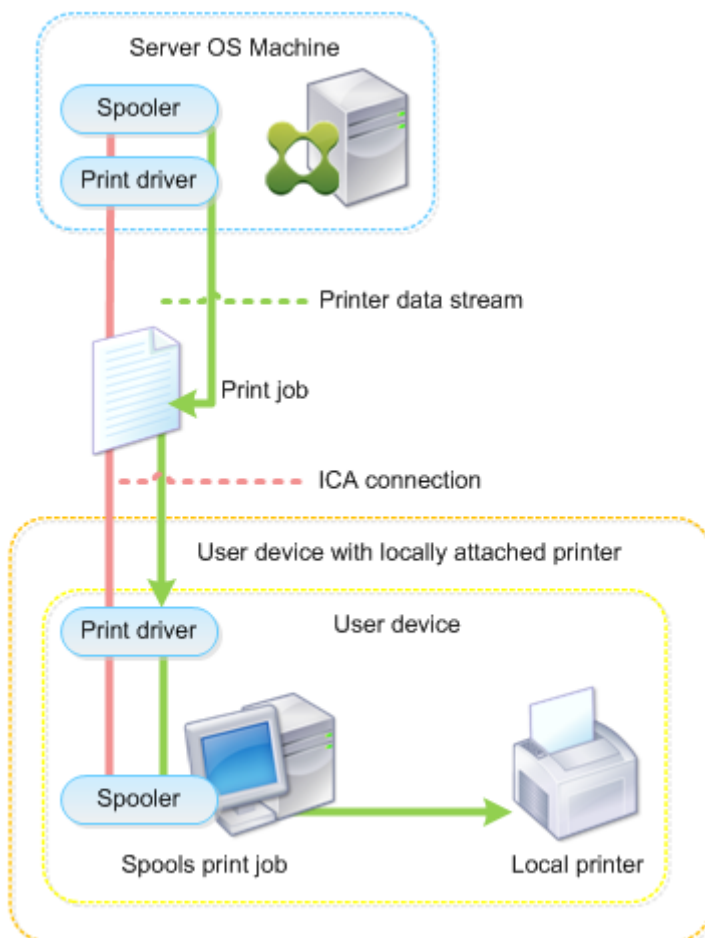 Server OS Machine
Spooler
Print driver
Printer data stream
Print job
ICA connection
User device with locally attached printer
Print driver
User device
Spooler
Spools print job
Local printer